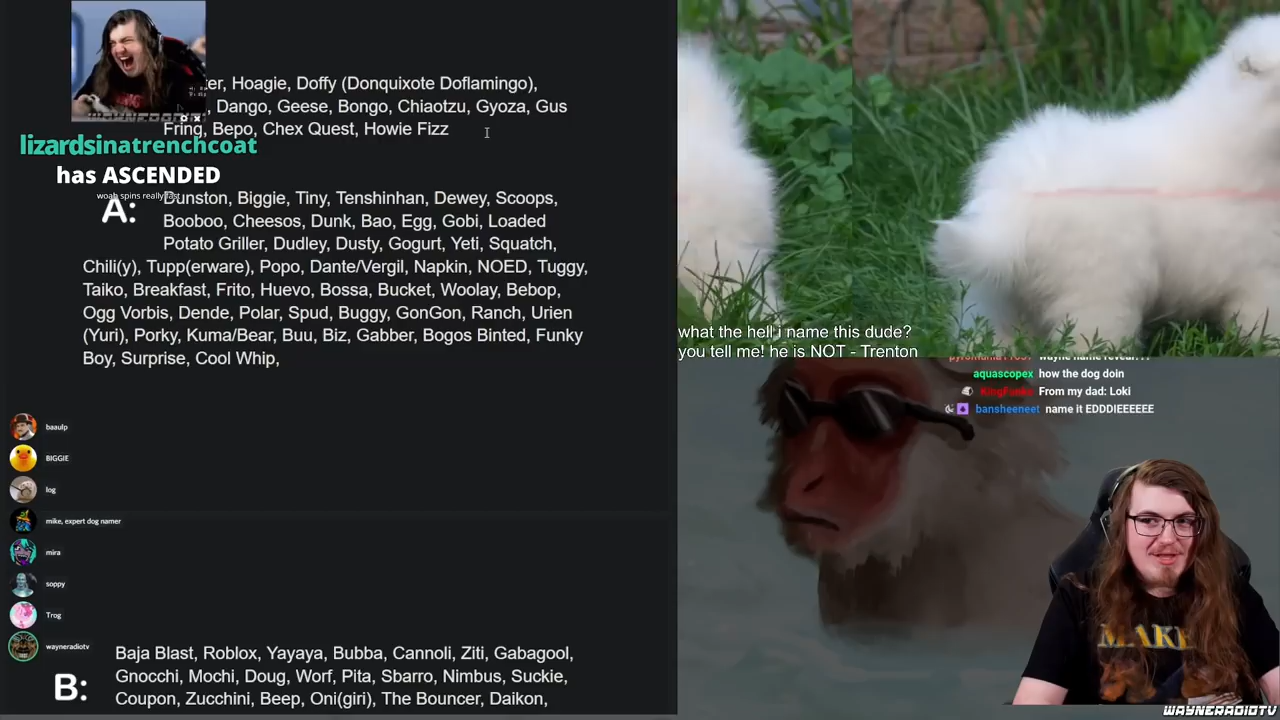 Hoagie, Doffy (Donquixote Doflamingo),
Dango, Geese, Bongo, Chiaotzu, Gyoza, Gus
Fring, Bepo, Chex Quest, Howie Fizz
lizardsinatrenchcoat
has ASCENDED
woah spins really fast
A:
Dunston, Biggie, Tiny, Tenshinhan, Dewey, Scoops,
Booboo, Cheesos, Dunk, Bao, Egg, Gobi, Loaded
Potato Griller, Dudley, Dusty, Gogurt, Yeti, Squatch,
Chili(y), Tupp(erware), Popo, Dante/Vergil, Napkin, NOED, Tuggy,
Taiko, Breakfast, Frito, Huevo, Bossa, Bucket, Woolay, Bebop,
Ogg Vorbis, Dende, Polar, Spud, Buggy, GonGon, Ranch, Urien
(Yuri), Porky, Kuma/Bear, Buu, Biz, Gabber, Bogos Binted, Funky
Boy, Surprise, Cool Whip,
baaulp
BIGGIE
log
mike, expert dog namer
mira
soppy
Trog
wayneradiotv
B:
Baja Blast, Roblox, Yayaya, Bubba, Cannoli, Ziti, Gabagool,
Gnocchi, Mochi, Doug, Worf, Pita, Sbarro, Nimbus, Suckie,
Coupon, Zucchini, Beep, Oni(giri), The Bouncer, Daikon,
what the hell i name this dude?
you tell me! he is NOT - Trenton
wayne name reveal???
aquascopex how the dog doin
From my dad: Loki
bansheeneet name it EDDDIEEEEEE
MAKE
WAYNERADIOTV